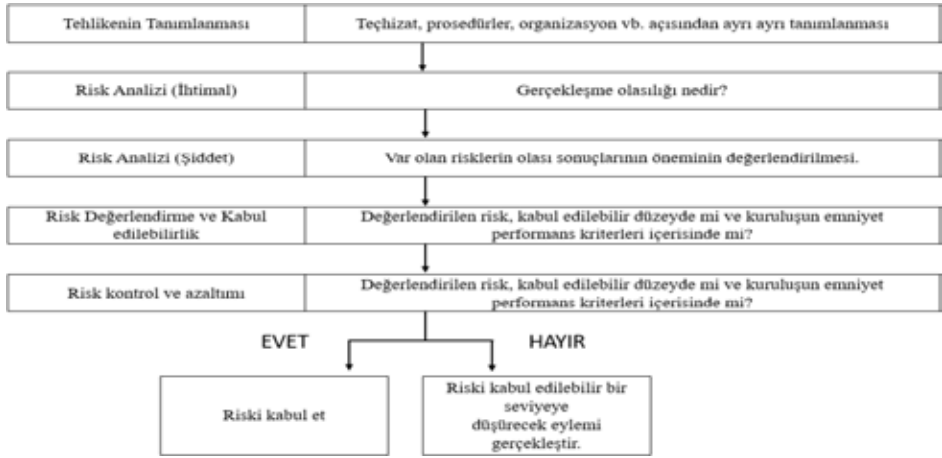 Tehlikenin Tanımlanması
Teçhizat, prosedürler, organizasyon vb. açısından ayrı ayrı tanımlanması
Risk Analizi (İhtimal)
Gerçekleşme olasılığı nedir?
Risk Analizi (Şiddet)
Var olan risklerin olası sonuçlarının öneminin değerlendirilmesi.
Risk Değerlendirme ve Kabul
edilebilirlik
Değerlendirilen risk, kabul edilebilir düzeyde mi ve kuruluşun emniyet
performans kriterleri içerisinde mi?
Risk kontrol ve azaltımı
Değerlendirilen risk, kabul edilebilir düzeyde mi ve kuruluşun emniyet
performans kriterleri içerisinde mi?
EVET
HAYIR
Riski kabul et
Riski kabul edilebilir bir
seviyeye
düşürecek eylemi
gerçekleştir.